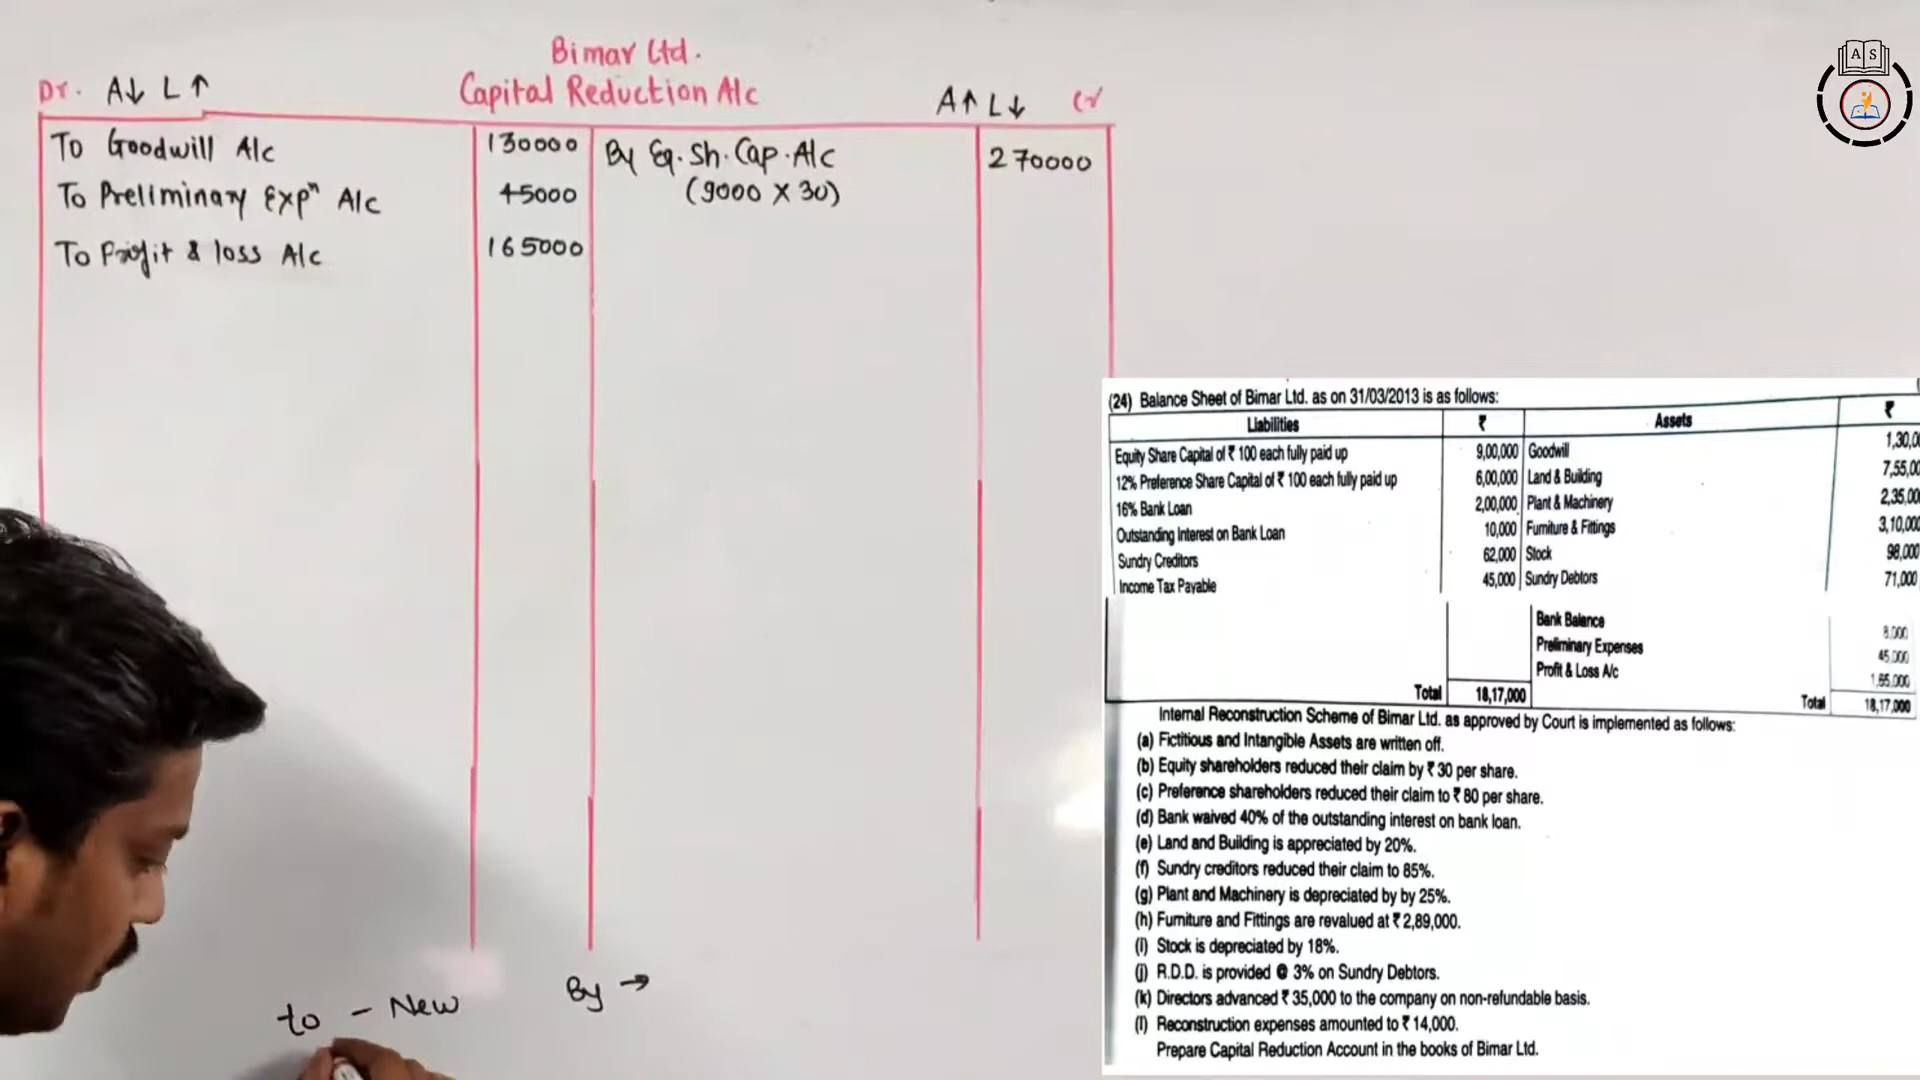 Bimar Ltd.
Dr. A↓ L↑ Capital Reduction A/c A↑ L↓ Cr
To Goodwill A/c 130000 By Eq. Sh. Cap. A/c 270000
To Preliminary Expⁿ A/c 45000 (9000 X 30)
To Profit & loss A/c 165000
to - New By →
A S
(24) Balance Sheet of Bimar Ltd. as on 31/03/2013 is as follows:
Liabilities ₹ Assets ₹
Equity Share Capital of ₹ 100 each fully paid up 9,00,000 Goodwill 1,30,0
12% Preference Share Capital of ₹ 100 each fully paid up 6,00,000 Land & Building 7,55,00
16% Bank Loan 2,00,000 Plant & Machinery 2,35,00
Outstanding Interest on Bank Loan 10,000 Furniture & Fittings 3,10,000
Sundry Creditors 62,000 Stock 98,000
Income Tax Payable 45,000 Sundry Debtors 71,000
Bank Balance 8,000
Preliminary Expenses 45,000
Profit & Loss A/c 1,65,000
Total 18,17,000 Total 18,17,000
Internal Reconstruction Scheme of Bimar Ltd. as approved by Court is implemented as follows:
(a) Fictitious and Intangible Assets are written off.
(b) Equity shareholders reduced their claim by ₹ 30 per share.
(c) Preference shareholders reduced their claim to ₹ 80 per share.
(d) Bank waived 40% of the outstanding interest on bank loan.
(e) Land and Building is appreciated by 20%.
(f) Sundry creditors reduced their claim to 85%.
(g) Plant and Machinery is depreciated by by 25%.
(h) Furniture and Fittings are revalued at ₹ 2,89,000.
(i) Stock is depreciated by 18%.
(j) R.D.D. is provided @ 3% on Sundry Debtors.
(k) Directors advanced ₹ 35,000 to the company on non-refundable basis.
(l) Reconstruction expenses amounted to ₹ 14,000.
Prepare Capital Reduction Account in the books of Bimar Ltd.